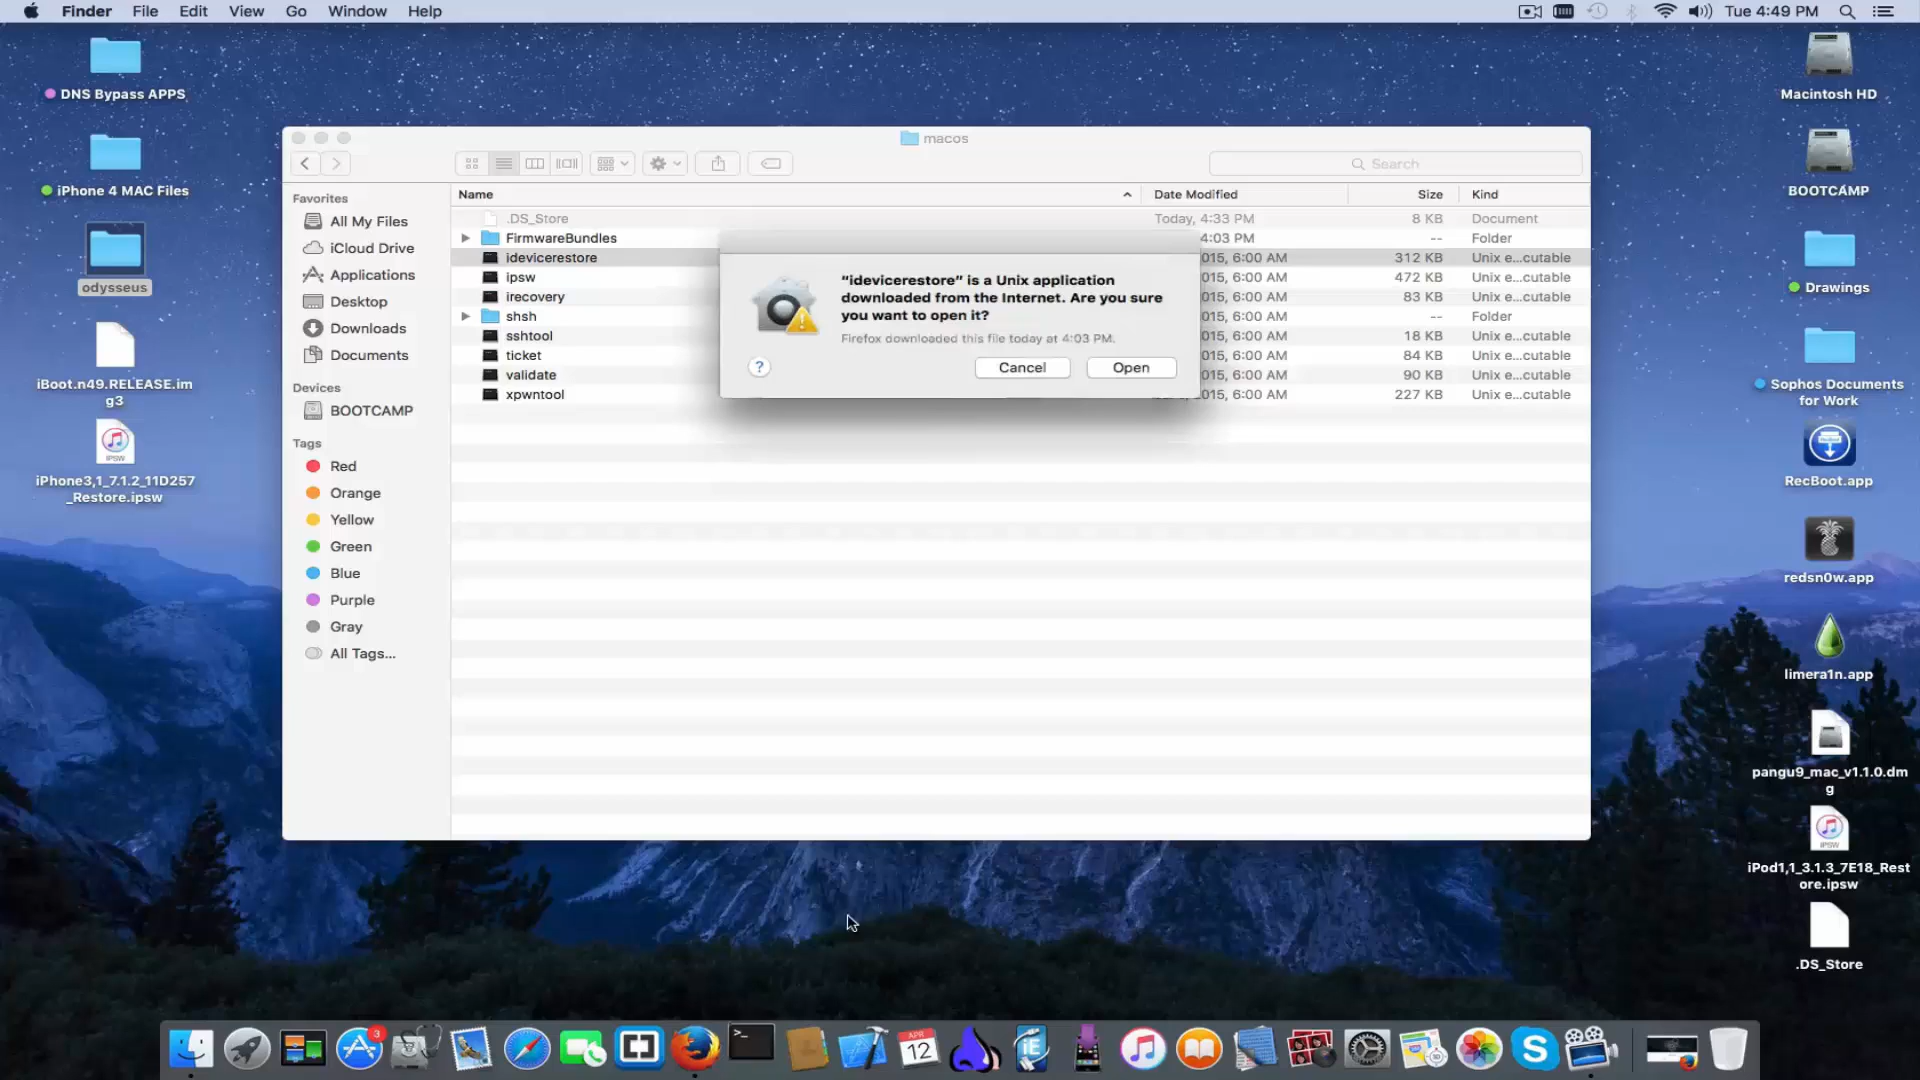 Finder File Edit View Go Window Help Tue 4:49 PM
DNS Bypass APPS
iPhone 4 MAC Files
odysseus
iBoot.n49.RELEASE.im
g3
IPSW
iPhone3,1_7.1.2_11D257
_Restore.ipsw
macos
Search
Favorites
All My Files
iCloud Drive
Applications
Desktop
Downloads
Documents
Devices
BOOTCAMP
Tags
Red
Orange
Yellow
Green
Blue
Purple
Gray
All Tags...
Name Date Modified Size Kind
.DS_Store Today, 4:33 PM 8 KB Document
FirmwareBundles 4:03 PM -- Folder
idevicerestore 015, 6:00 AM 312 KB Unix e...cutable
ipsw 015, 6:00 AM 472 KB Unix e...cutable
irecovery 015, 6:00 AM 83 KB Unix e...cutable
shsh -- Folder
sshtool 015, 6:00 AM 18 KB Unix e...cutable
ticket 015, 6:00 AM 84 KB Unix e...cutable
validate 015, 6:00 AM 90 KB Unix e...cutable
xpwntool 015, 6:00 AM 227 KB Unix e...cutable
“idevicerestore” is a Unix application
downloaded from the Internet. Are you sure
you want to open it?
Firefox downloaded this file today at 4:03 PM.
? Cancel Open
Macintosh HD
BOOTCAMP
Drawings
Sophos Documents
for Work
RecBoot.app
redsn0w.app
limera1n.app
pangu9_mac_v1.1.0.dm
g
IPSW
iPod1,1_3.1.3_7E18_Rest
ore.ipsw
.DS_Store
3
APR
12
iE
S